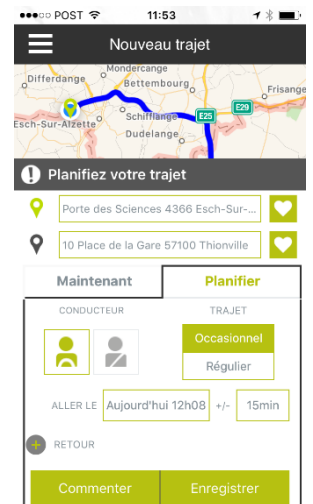 POST 11:53
Nouveau trajet
Mondercange
Differdange
Bettembourg
Frisange
E29
Esch-Sur-Alzette
Schifflange
E25
Dudelange
Planifiez votre trajet
Porte des Sciences 4366 Esch-Sur-...
10 Place de la Gare 57100 Thionville
Maintenant Planifier
CONDUCTEUR TRAJET
Occasionnel
Régulier
ALLER LE Aujourd'hui 12h08 +/- 15min
+ RETOUR
Commenter Enregistrer